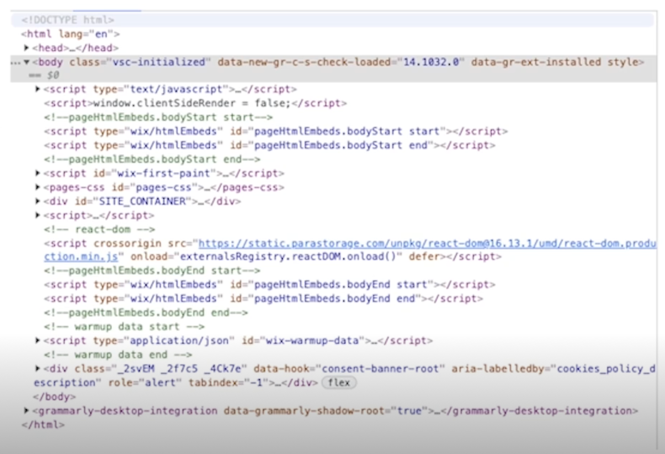 <!DOCTYPE html>
<html lang="en">
▶<head>…</head>
…▼<body class="vsc-initialized" data-new-gr-c-s-check-loaded="14.1032.0" data-gr-ext-installed style>
== $0
▶<script type="text/javascript">…</script>
<script>window.clientSideRender = false;</script>
<!--pageHtmlEmbeds.bodyStart start-->
<script type="wix/htmlEmbeds" id="pageHtmlEmbeds.bodyStart start"></script>
<script type="wix/htmlEmbeds" id="pageHtmlEmbeds.bodyStart end"></script>
<!--pageHtmlEmbeds.bodyStart end-->
▶<script id="wix-first-paint">…</script>
▶<pages-css id="pages-css">…</pages-css>
▶<div id="SITE_CONTAINER">…</div>
▶<script>…</script>
<!-- react-dom -->
<script crossorigin src="https://static.parastorage.com/unpkg/react-dom@16.13.1/umd/react-dom.produ
ction.min.js" onload="externalsRegistry.reactDOM.onload()" defer></script>
<!--pageHtmlEmbeds.bodyEnd start-->
<script type="wix/htmlEmbeds" id="pageHtmlEmbeds.bodyEnd start"></script>
<script type="wix/htmlEmbeds" id="pageHtmlEmbeds.bodyEnd end"></script>
<!--pageHtmlEmbeds.bodyEnd end-->
<!-- warmup data start -->
▶<script type="application/json" id="wix-warmup-data">…</script>
<!-- warmup data end -->
▶<div class="_2svEM _2f7c5 _4Ck7e" data-hook="consent-banner-root" aria-labelledby="cookies_policy_d
escription" role="alert" tabindex="-1">…</div> flex
</body>
▶<grammarly-desktop-integration data-grammarly-shadow-root="true">…</grammarly-desktop-integration>
</html>